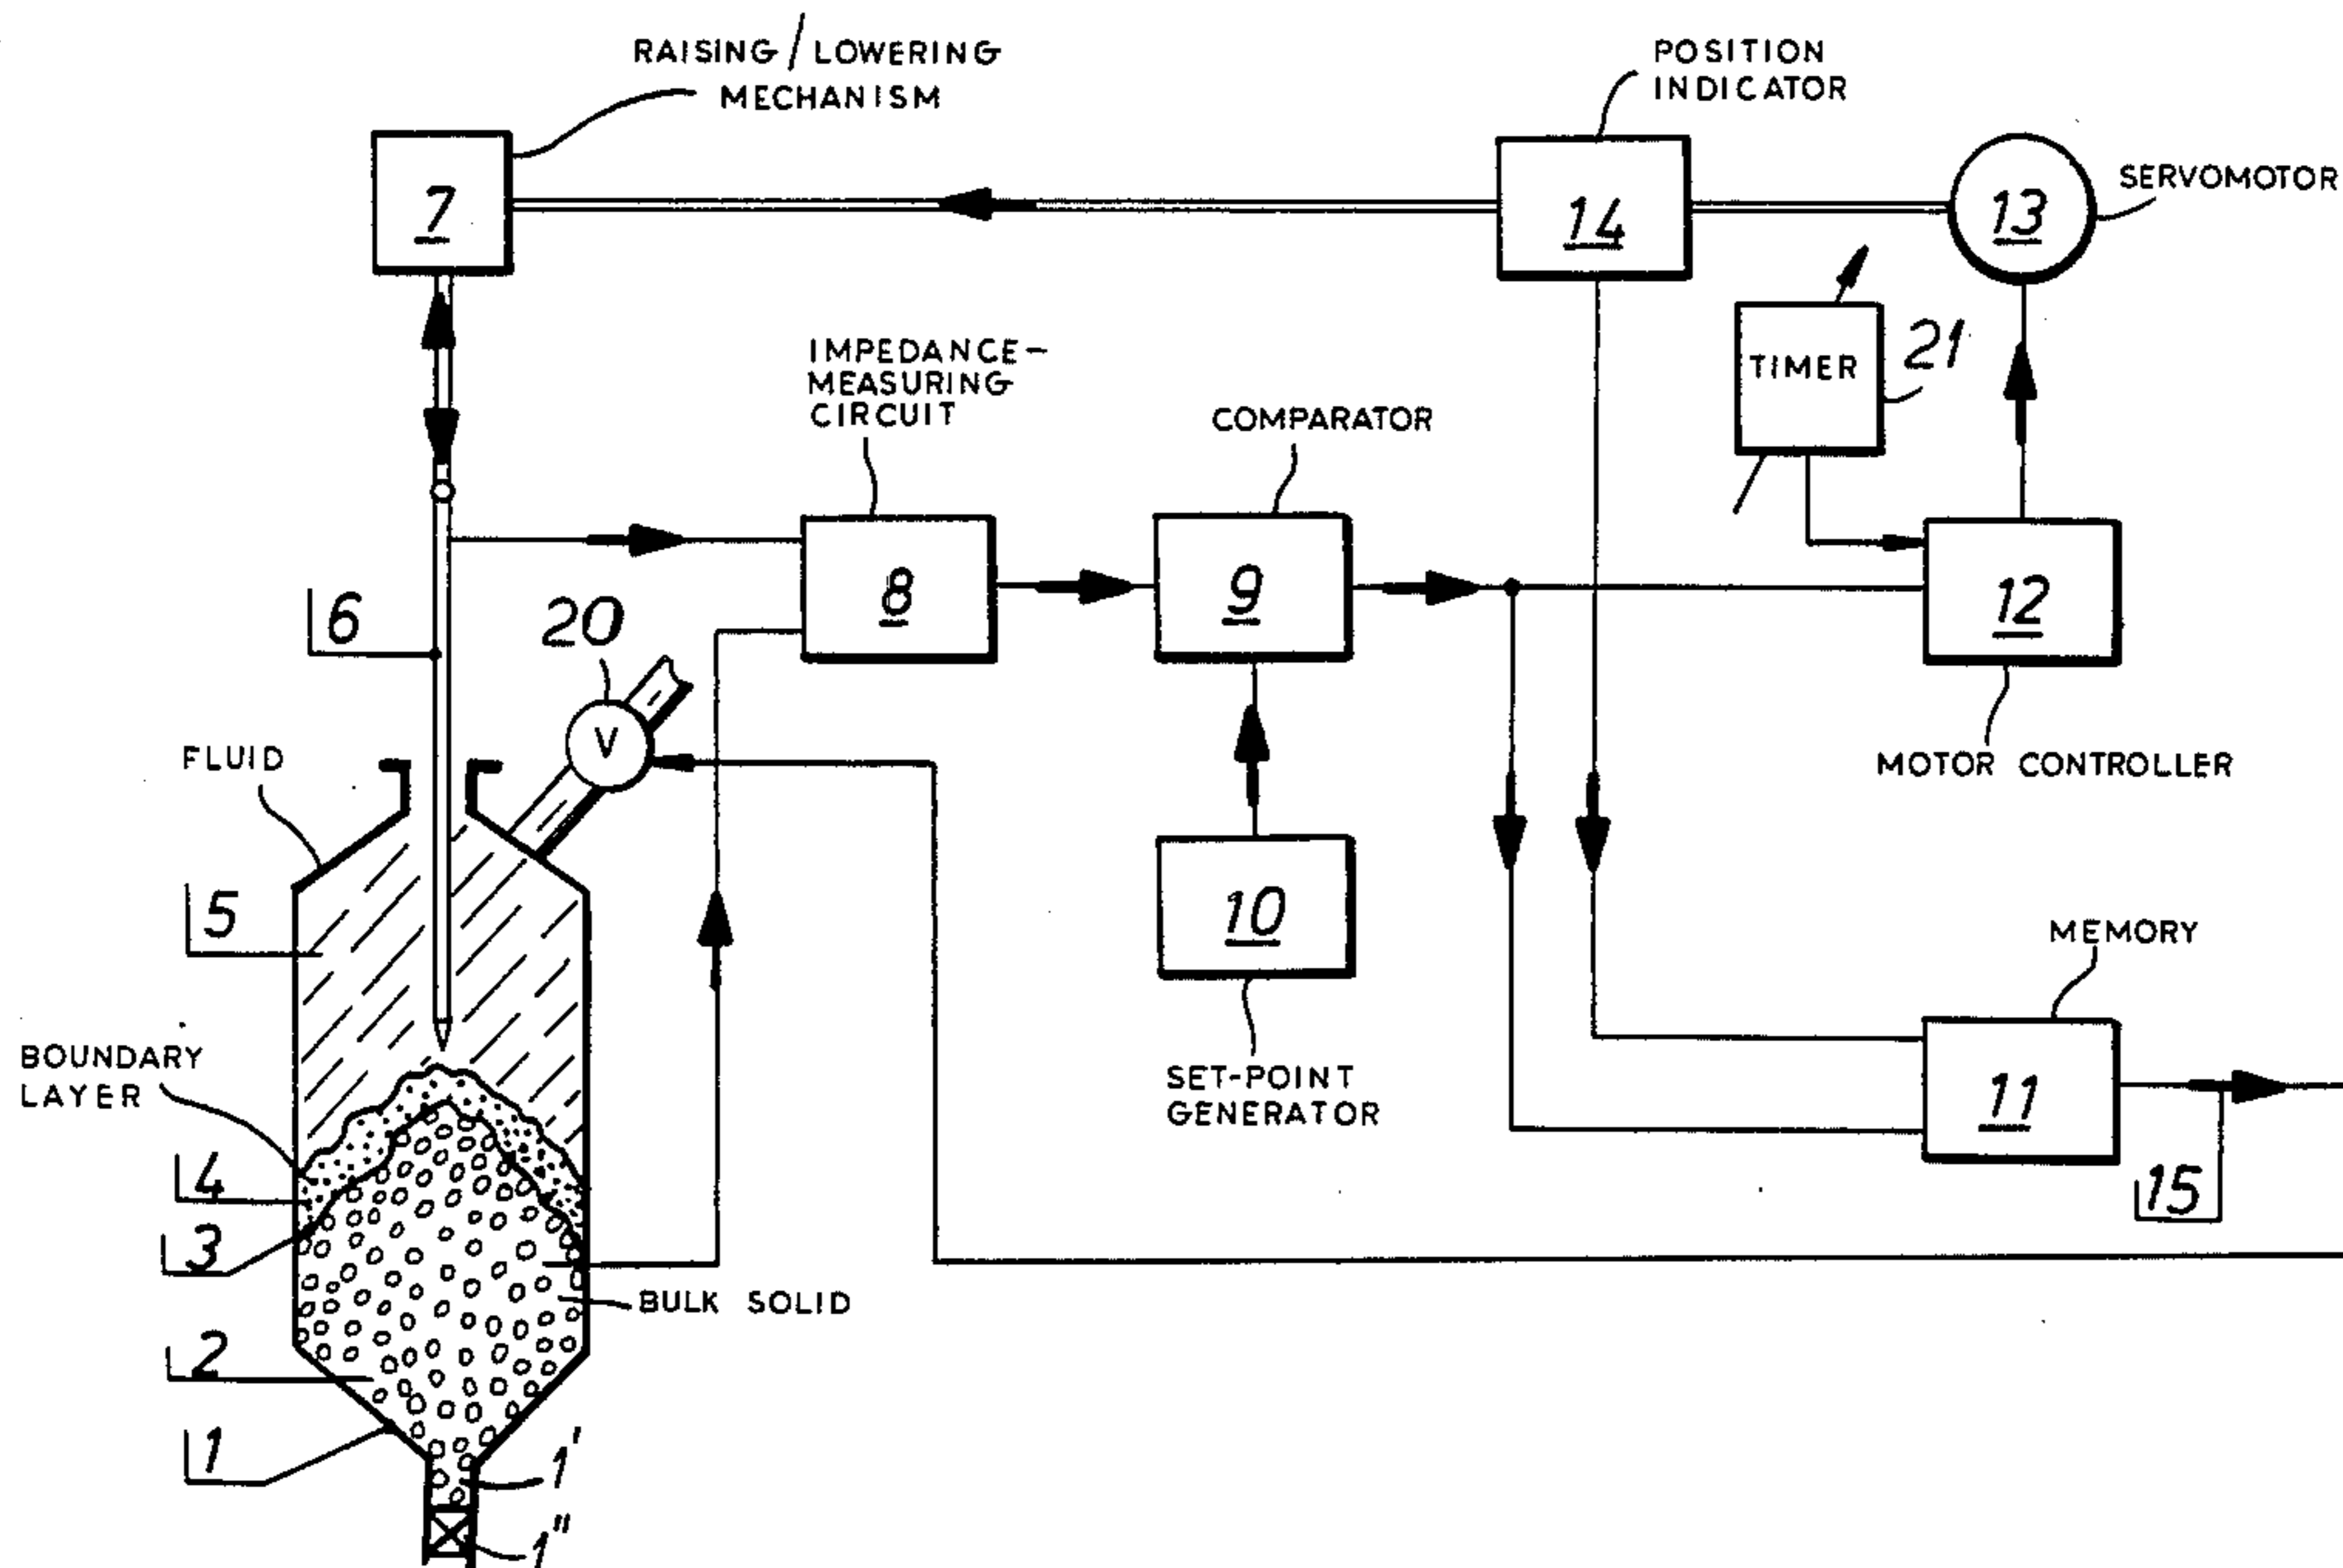 RAISING/LOWERING
MECHANISM
POSITION
INDICATOR
SERVOMOTOR
7
14
13
IMPEDANCE-
MEASURING
CIRCUIT
TIMER
21
COMPARATOR
8
9
12
6
20
V
FLUID
MOTOR CONTROLLER
5
10
MEMORY
BOUNDARY
LAYER
SET-POINT
GENERATOR
11
4
15
3
BULK SOLID
2
1
1'
1"